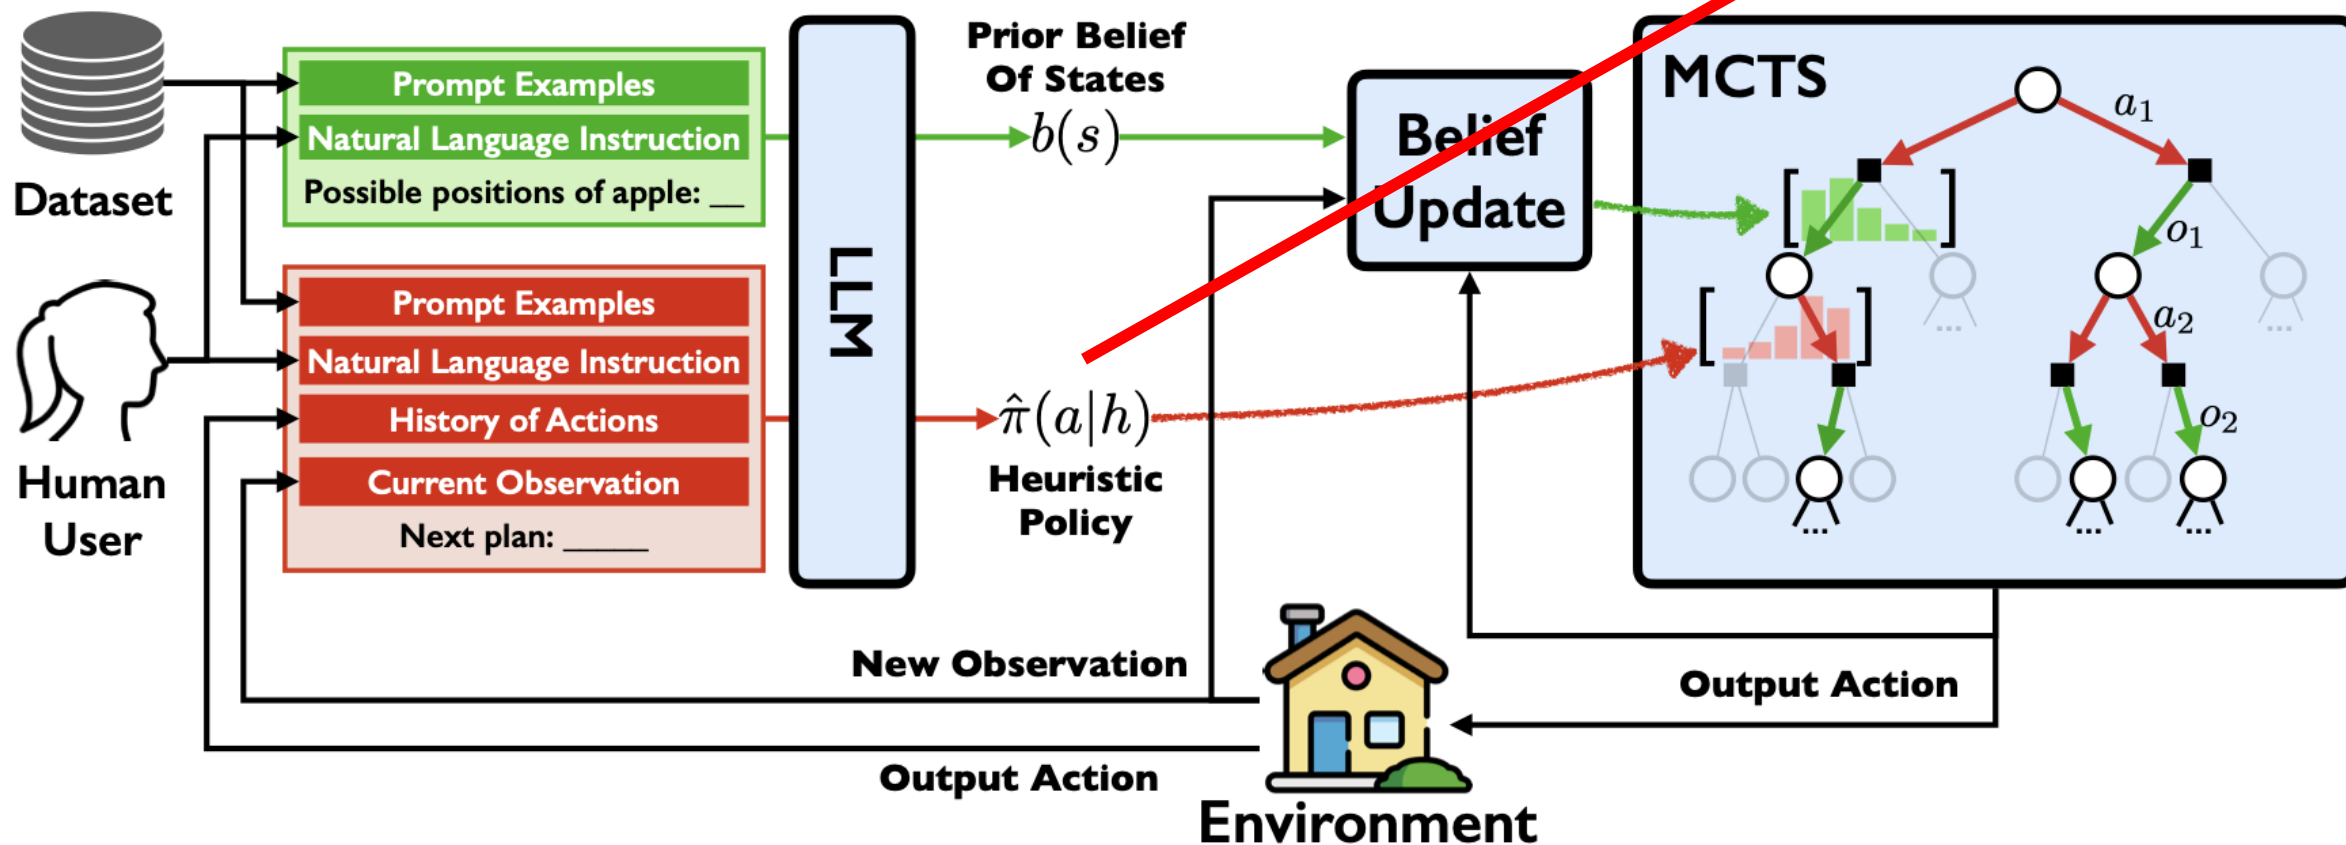 Dataset
Human
User
Prompt Examples
Natural Language Instruction
Possible positions of apple: __
Prompt Examples
Natural Language Instruction
History of Actions
Current Observation
Next plan: _____
LLM
Prior Belief
Of States
b(s)
π̂(a|h)
Heuristic
Policy
Belief
Update
MCTS
a₁
o₁
a₂
o₂
...
...
...
...
...
New Observation
Output Action
Output Action
Environment